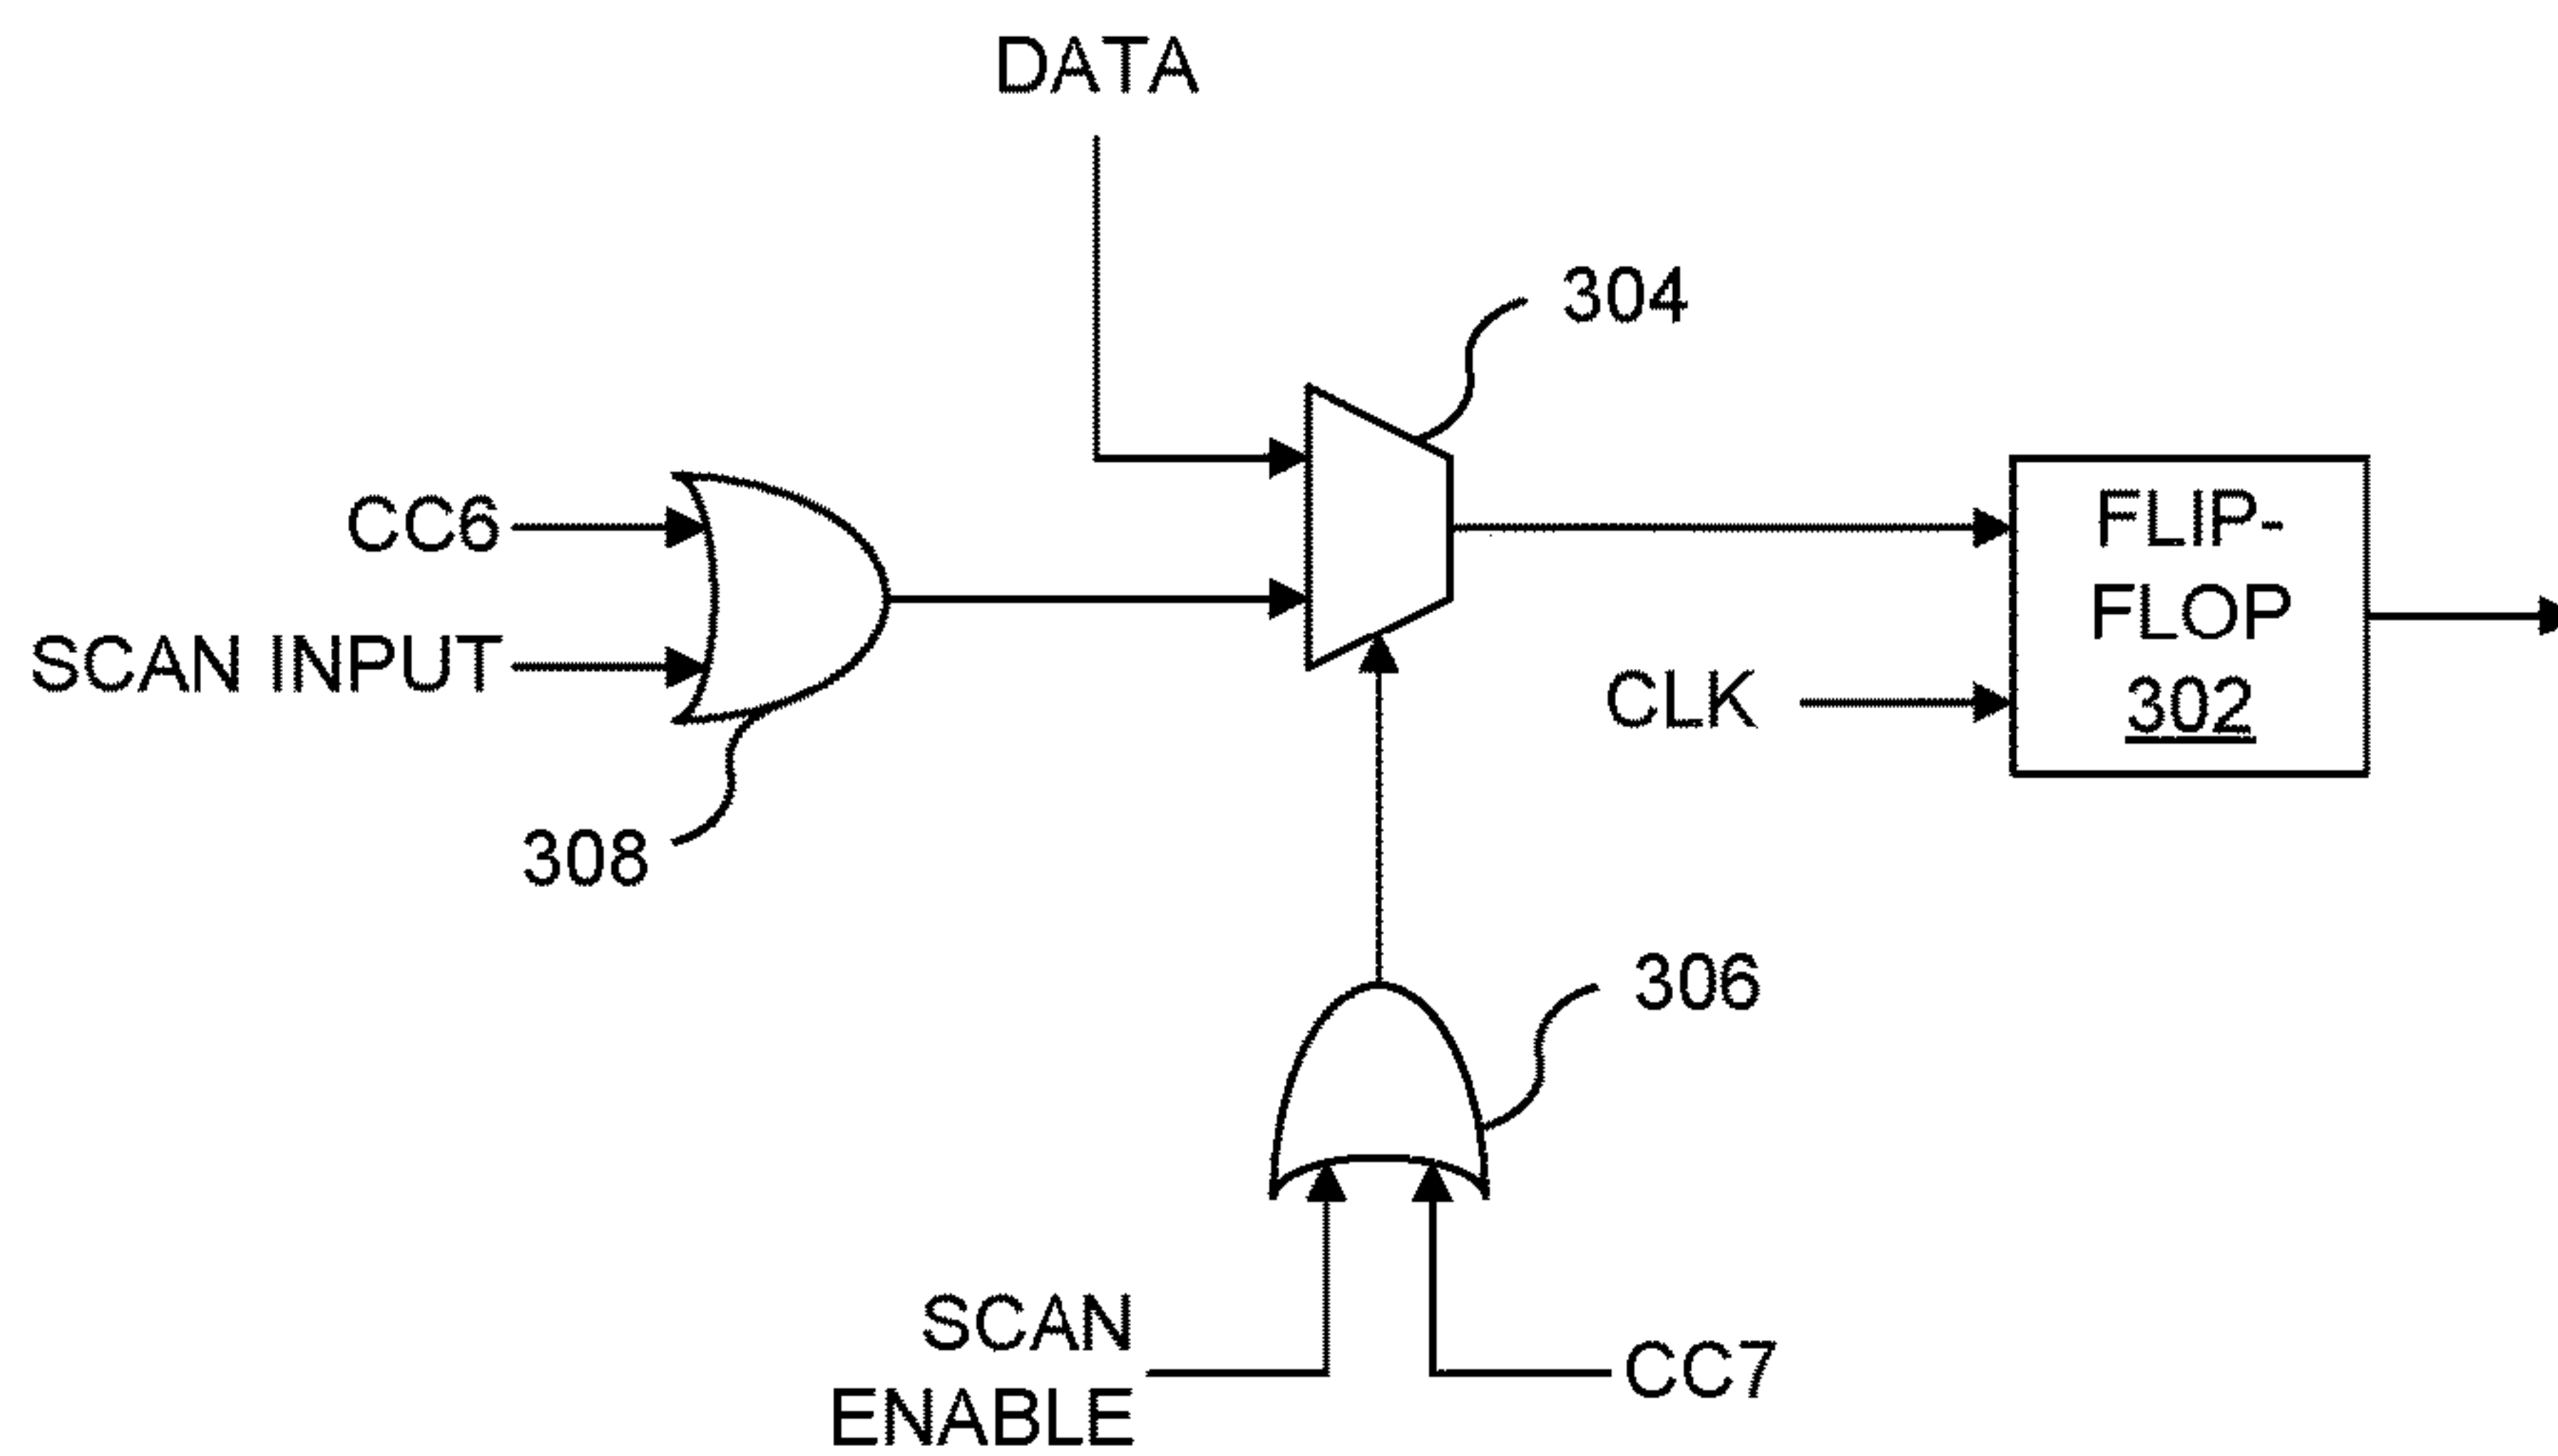 DATA
304
CC6
SCAN INPUT
308
FLIP-
FLOP
302
CLK
306
SCAN
ENABLE
CC7